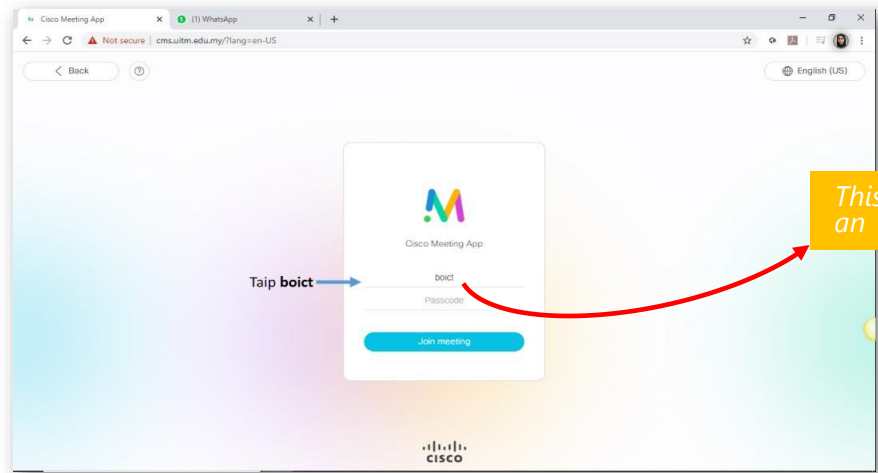 Cisco Meeting App
(1) WhatsApp
Not secure | cms.uitm.edu.my/?lang=en-US
Back
English (US)
This
an
Cisco Meeting App
Taip boict
boict
Passcode
Join meeting
CISCO